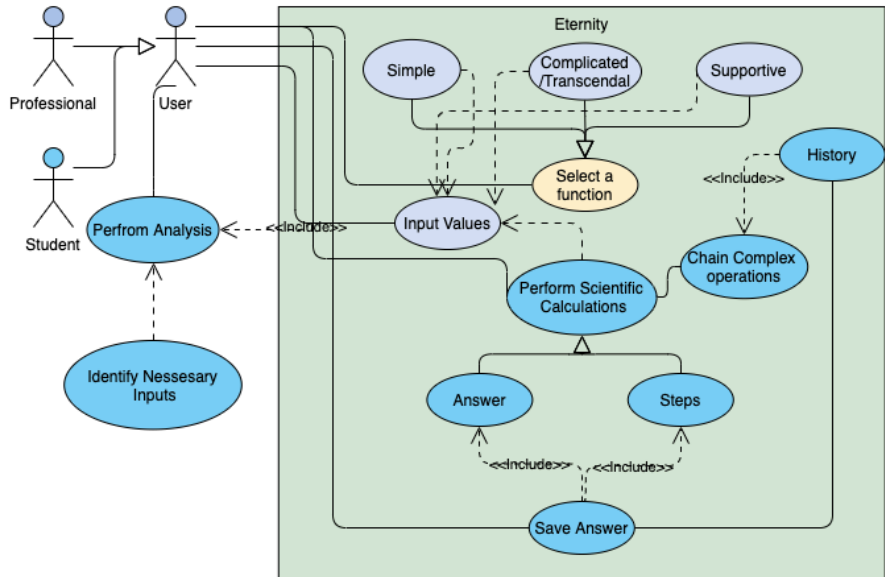 Eternity
Simple
Complicated
/Transcendal
Supportive
Professional
User
History
Select a
function
<<Include>>
Student
Perfrom Analysis
<<Include>>
Input Values
Chain Complex
operations
Perform Scientific
Calculations
Identify Nessesary
Inputs
Answer
Steps
<<Include>>
<<Include>>
Save Answer